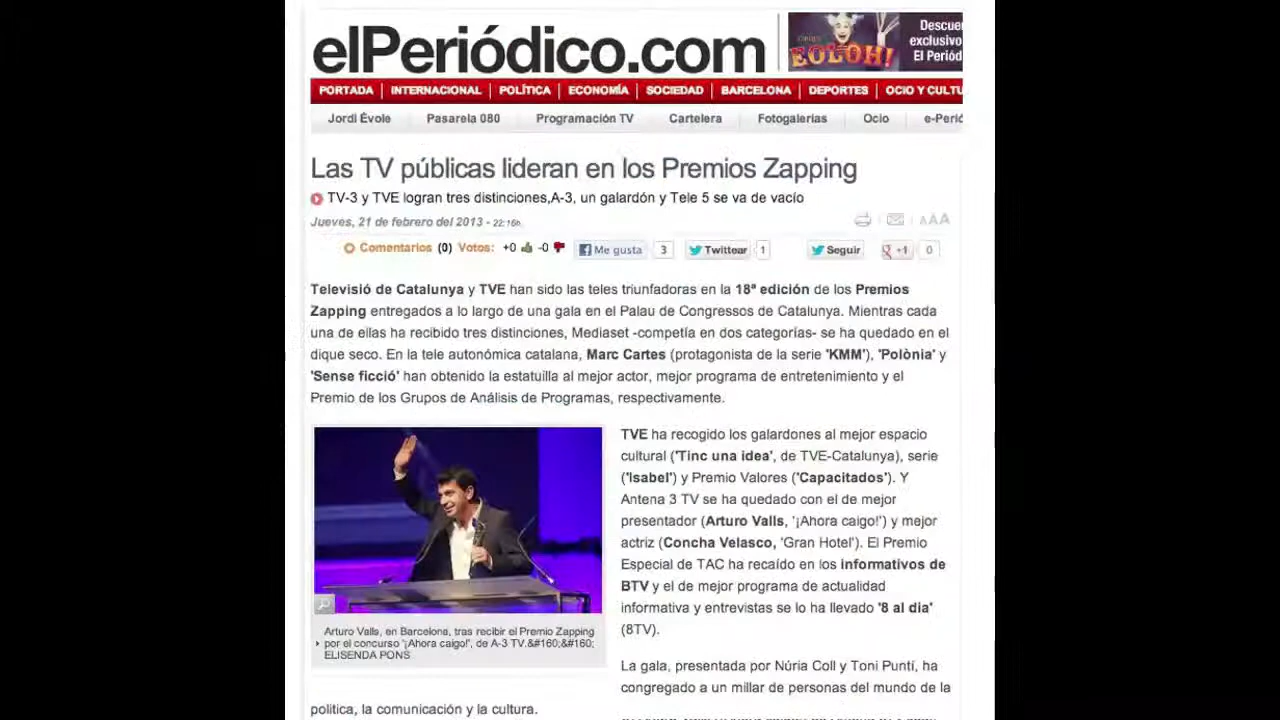 elPeriódico.com
EOLOH!
Descue
exclusivo
El Periód
PORTADA INTERNACIONAL POLÍTICA ECONOMÍA SOCIEDAD BARCELONA DEPORTES OCIO Y CULTU
Jordi Évole Pasarela 080 Programación TV Cartelera Fotogalerías Ocio e-Perió
Las TV públicas lideran en los Premios Zapping
TV-3 y TVE logran tres distinciones,A-3, un galardón y Tele 5 se va de vacío
Jueves, 21 de febrero del 2013 - 22:16h.
AAA
Comentarios (0) Votos: +0 -0 Me gusta 3 Twittear 1 Seguir +1 0
Televisió de Catalunya y TVE han sido las teles triunfadoras en la 18ª edición de los Premios
Zapping entregados a lo largo de una gala en el Palau de Congressos de Catalunya. Mientras cada
una de ellas ha recibido tres distinciones, Mediaset -competía en dos categorías- se ha quedado en el
dique seco. En la tele autonómica catalana, Marc Cartes (protagonista de la serie 'KMM'), 'Polònia' y
'Sense ficció' han obtenido la estatuilla al mejor actor, mejor programa de entretenimiento y el
Premio de los Grupos de Análisis de Programas, respectivamente.
TVE ha recogido los galardones al mejor espacio
cultural ('Tinc una idea', de TVE-Catalunya), serie
('Isabel') y Premio Valores ('Capacitados'). Y
Antena 3 TV se ha quedado con el de mejor
presentador (Arturo Valls, '¡Ahora caigo!') y mejor
actriz (Concha Velasco, 'Gran Hotel'). El Premio
Especial de TAC ha recaído en los informativos de
BTV y el de mejor programa de actualidad
informativa y entrevistas se lo ha llevado '8 al dia'
(8TV).
Arturo Valls, en Barcelona, tras recibir el Premio Zapping
por el concurso '¡Ahora caigo!', de A-3 TV.&#160;&#160;
ELISENDA PONS
La gala, presentada por Núria Coll y Toni Puntí, ha
congregado a un millar de personas del mundo de la
política, la comunicación y la cultura.